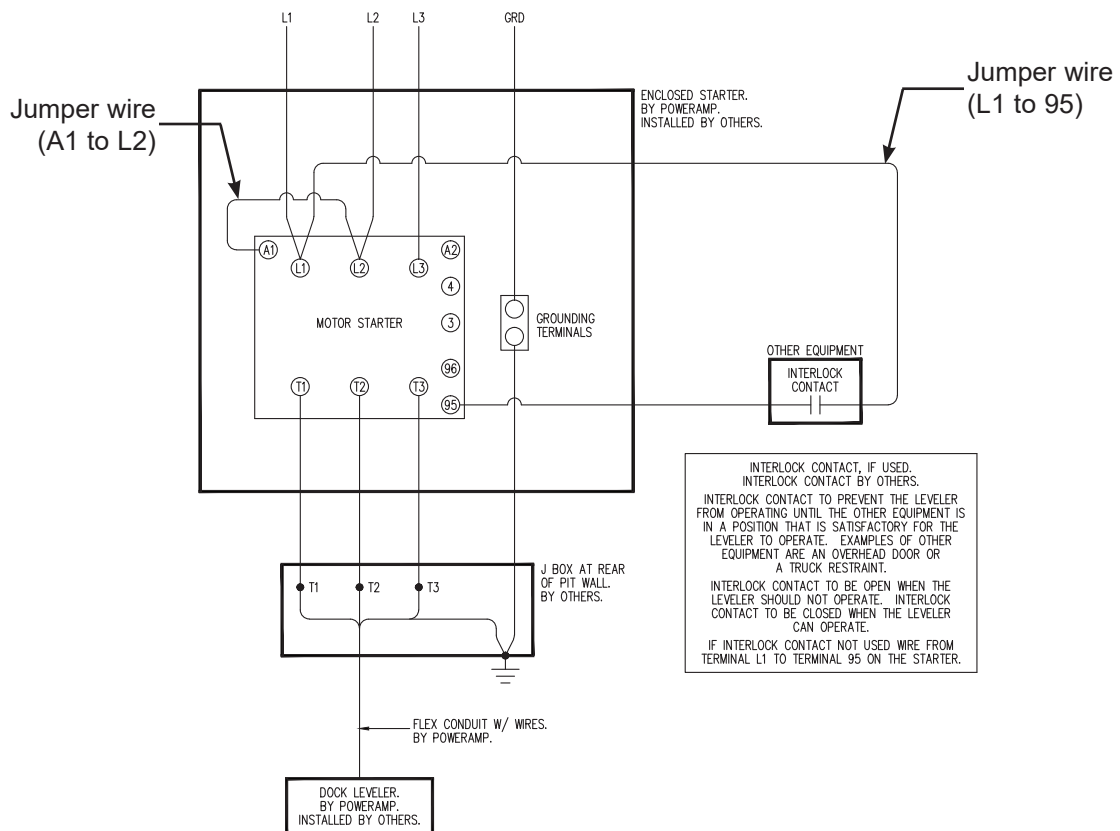 L1
L2
L3
GRD
Jumper wire
(A1 to L2)
ENCLOSED STARTER.
BY POWERAMP.
INSTALLED BY OTHERS.
Jumper wire
(L1 to 95)
A1
L1
L2
L3
A2
4
3
96
95
MOTOR STARTER
T1
T2
T3
GROUNDING
TERMINALS
OTHER EQUIPMENT
INTERLOCK
CONTACT
INTERLOCK CONTACT, IF USED.
INTERLOCK CONTACT BY OTHERS.
INTERLOCK CONTACT TO PREVENT THE LEVELER
FROM OPERATING UNTIL THE OTHER EQUIPMENT IS
IN A POSITION THAT IS SATISFACTORY FOR THE
LEVELER TO OPERATE. EXAMPLES OF OTHER
EQUIPMENT ARE AN OVERHEAD DOOR OR
A TRUCK RESTRAINT.
INTERLOCK CONTACT TO BE OPEN WHEN THE
LEVELER SHOULD NOT OPERATE. INTERLOCK
CONTACT TO BE CLOSED WHEN THE LEVELER
CAN OPERATE.
IF INTERLOCK CONTACT NOT USED WIRE FROM
TERMINAL L1 TO TERMINAL 95 ON THE STARTER.
T1
T2
T3
J BOX AT REAR
OF PIT WALL.
BY OTHERS.
FLEX CONDUIT W/ WIRES.
BY POWERAMP.
DOCK LEVELER.
BY POWERAMP.
INSTALLED BY OTHERS.